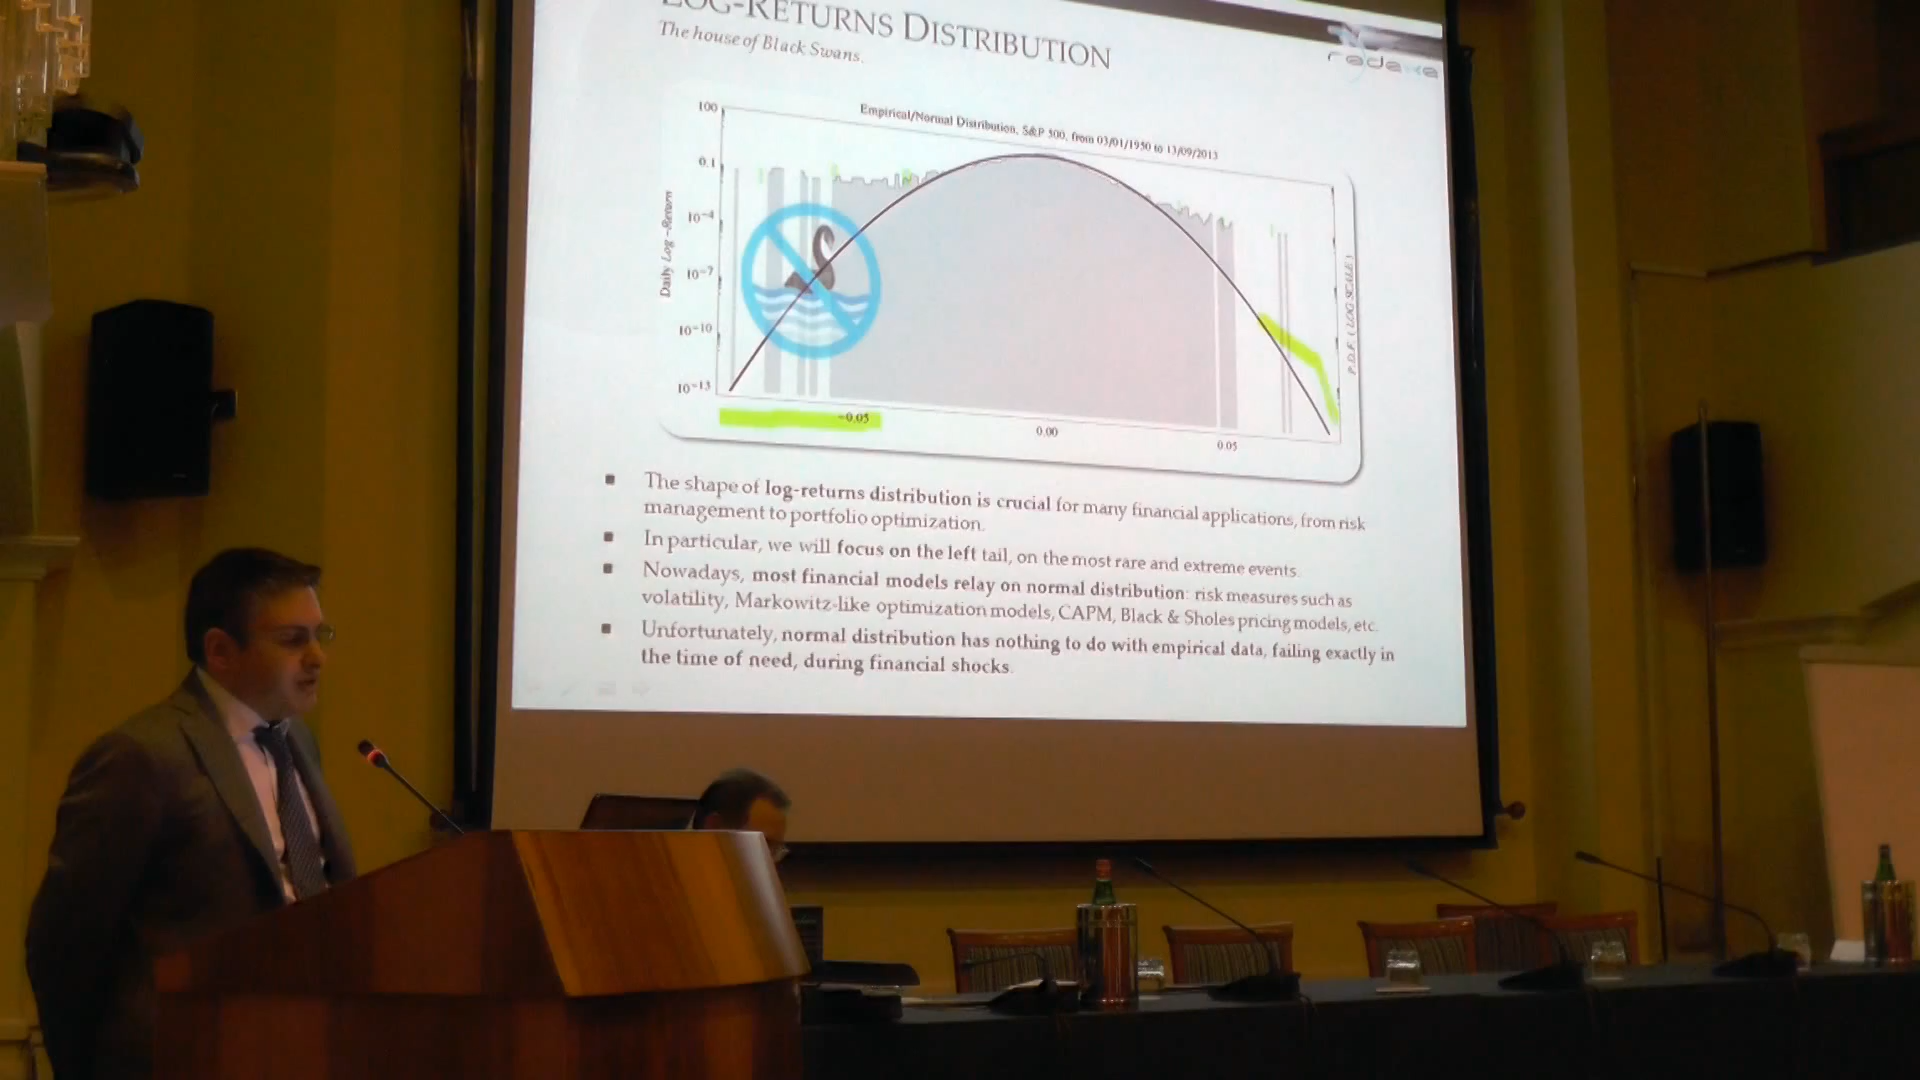 LOG-RETURNS DISTRIBUTION
The house of Black Swans.
radexe
Empirical/Normal Distribution, S&P 500, from 03/01/1950 to 13/09/2013
100
0.1
10-4
10-7
10-10
10-13
Daily Log-Return
P.D.F. (LOG SCALE)
-0.05
0.00
0.05
■ The shape of log-returns distribution is crucial for many financial applications, from risk
management to portfolio optimization.
■ In particular, we will focus on the left tail, on the most rare and extreme events.
■ Nowadays, most financial models relay on normal distribution: risk measures such as
volatility, Markowitz-like optimization models, CAPM, Black & Sholes pricing models, etc.
■ Unfortunately, normal distribution has nothing to do with empirical data, failing exactly in
the time of need, during financial shocks.